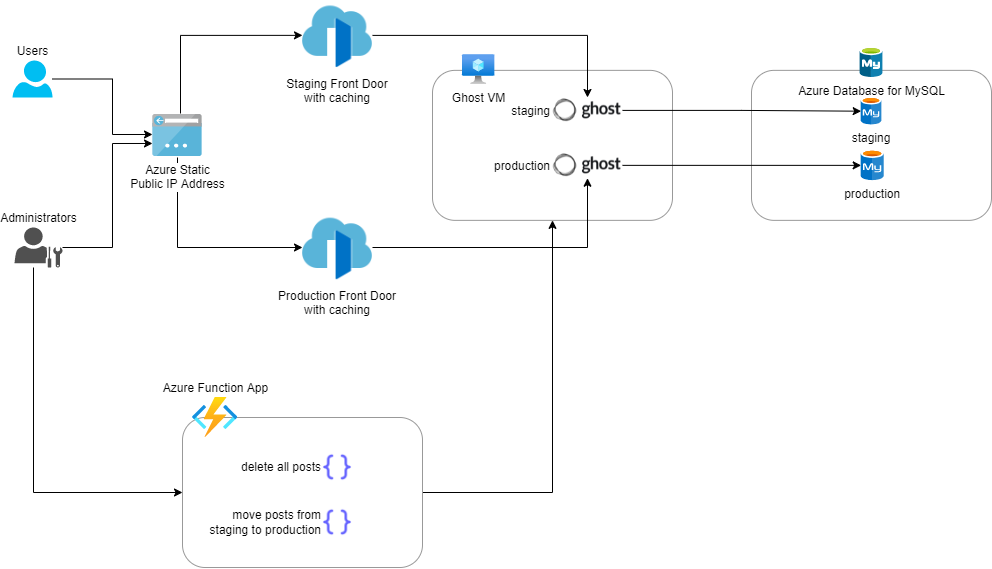 Users
Staging Front Door
with caching
Ghost VM
staging
ghost
Azure Database for MySQL
My
My
staging
production
ghost
My
production
Azure Static
Public IP Address
Administrators
Production Front Door
with caching
Azure Function App
delete all posts
move posts from
staging to production